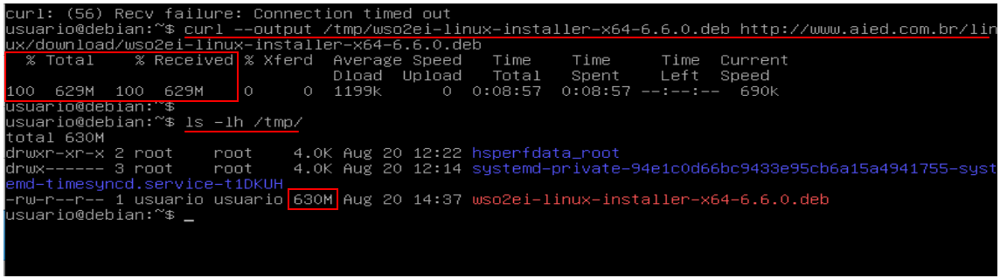 curl: (56) Recv failure: Connection timed out
usuario@debian:~$ curl --output /tmp/wso2ei-linux-installer-x64-6.6.0.deb http://www.aied.com.br/lin
ux/download/wso2ei-linux-installer-x64-6.6.0.deb
% Total % Received % Xferd Average Speed Time Time Time Current
Dload Upload Total Spent Left Speed
100 629M 100 629M 0 0 1199k 0 0:08:57 0:08:57 --:--:-- 690k
usuario@debian:~$
usuario@debian:~$ ls -lh /tmp/
total 630M
drwxr-xr-x 2 root root 4.0K Aug 20 12:22 hsperfdata_root
drwx------ 3 root root 4.0K Aug 20 12:14 systemd-private-94e1c0d66bc9433e95cb6a15a4941755-syst
emd-timesyncd.service-t1DKUH
-rw-r--r-- 1 usuario usuario 630M Aug 20 14:37 wso2ei-linux-installer-x64-6.6.0.deb
usuario@debian:~$ _